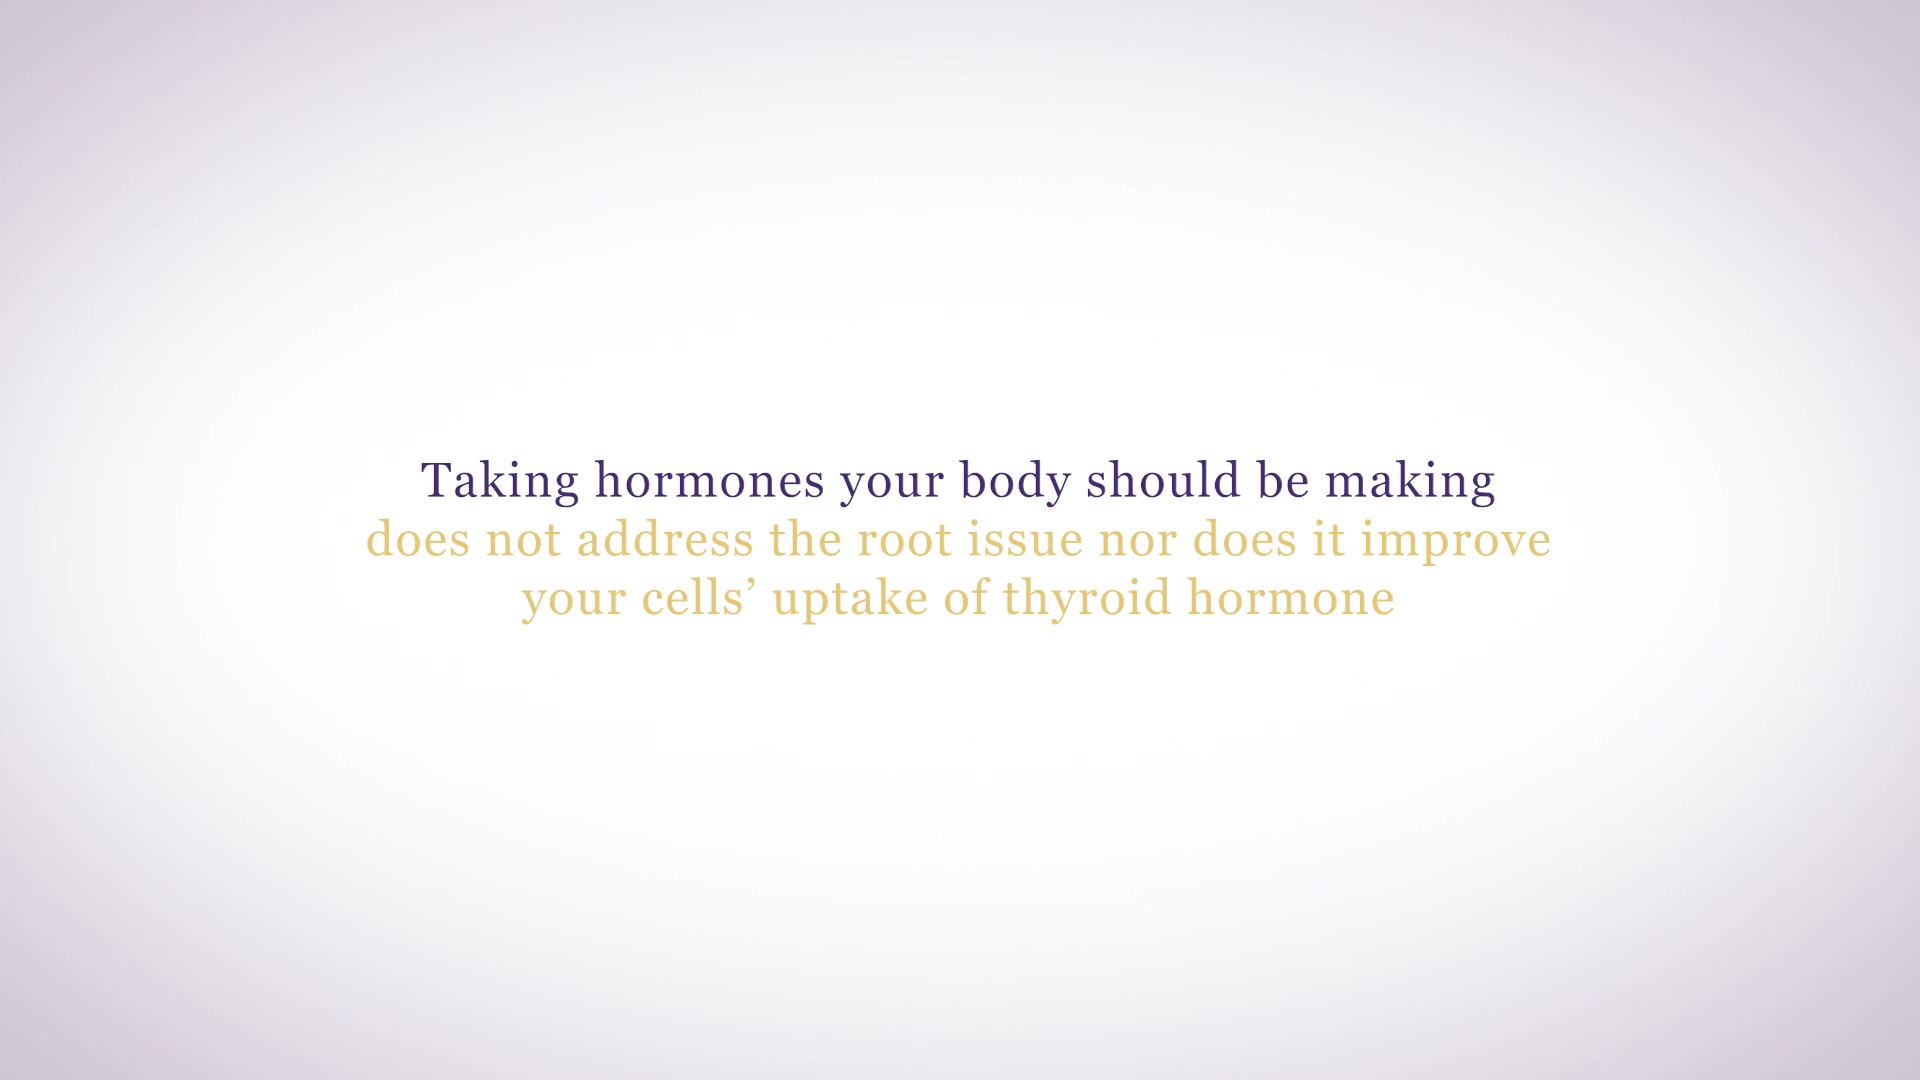 Taking hormones your body should be making
does not address the root issue nor does it improve
your cells’ uptake of thyroid hormone